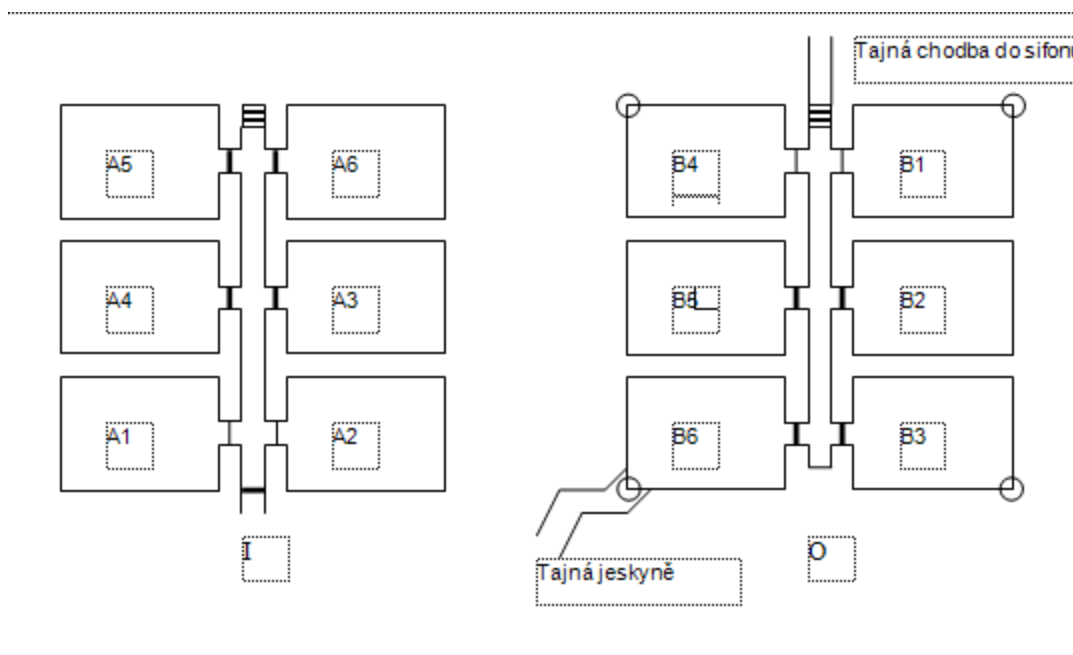 Tajná chodba do sifonu
A5
A6
B4
B1
A4
A3
B5
B2
A1
A2
B6
B3
I
O
Tajná jeskyně